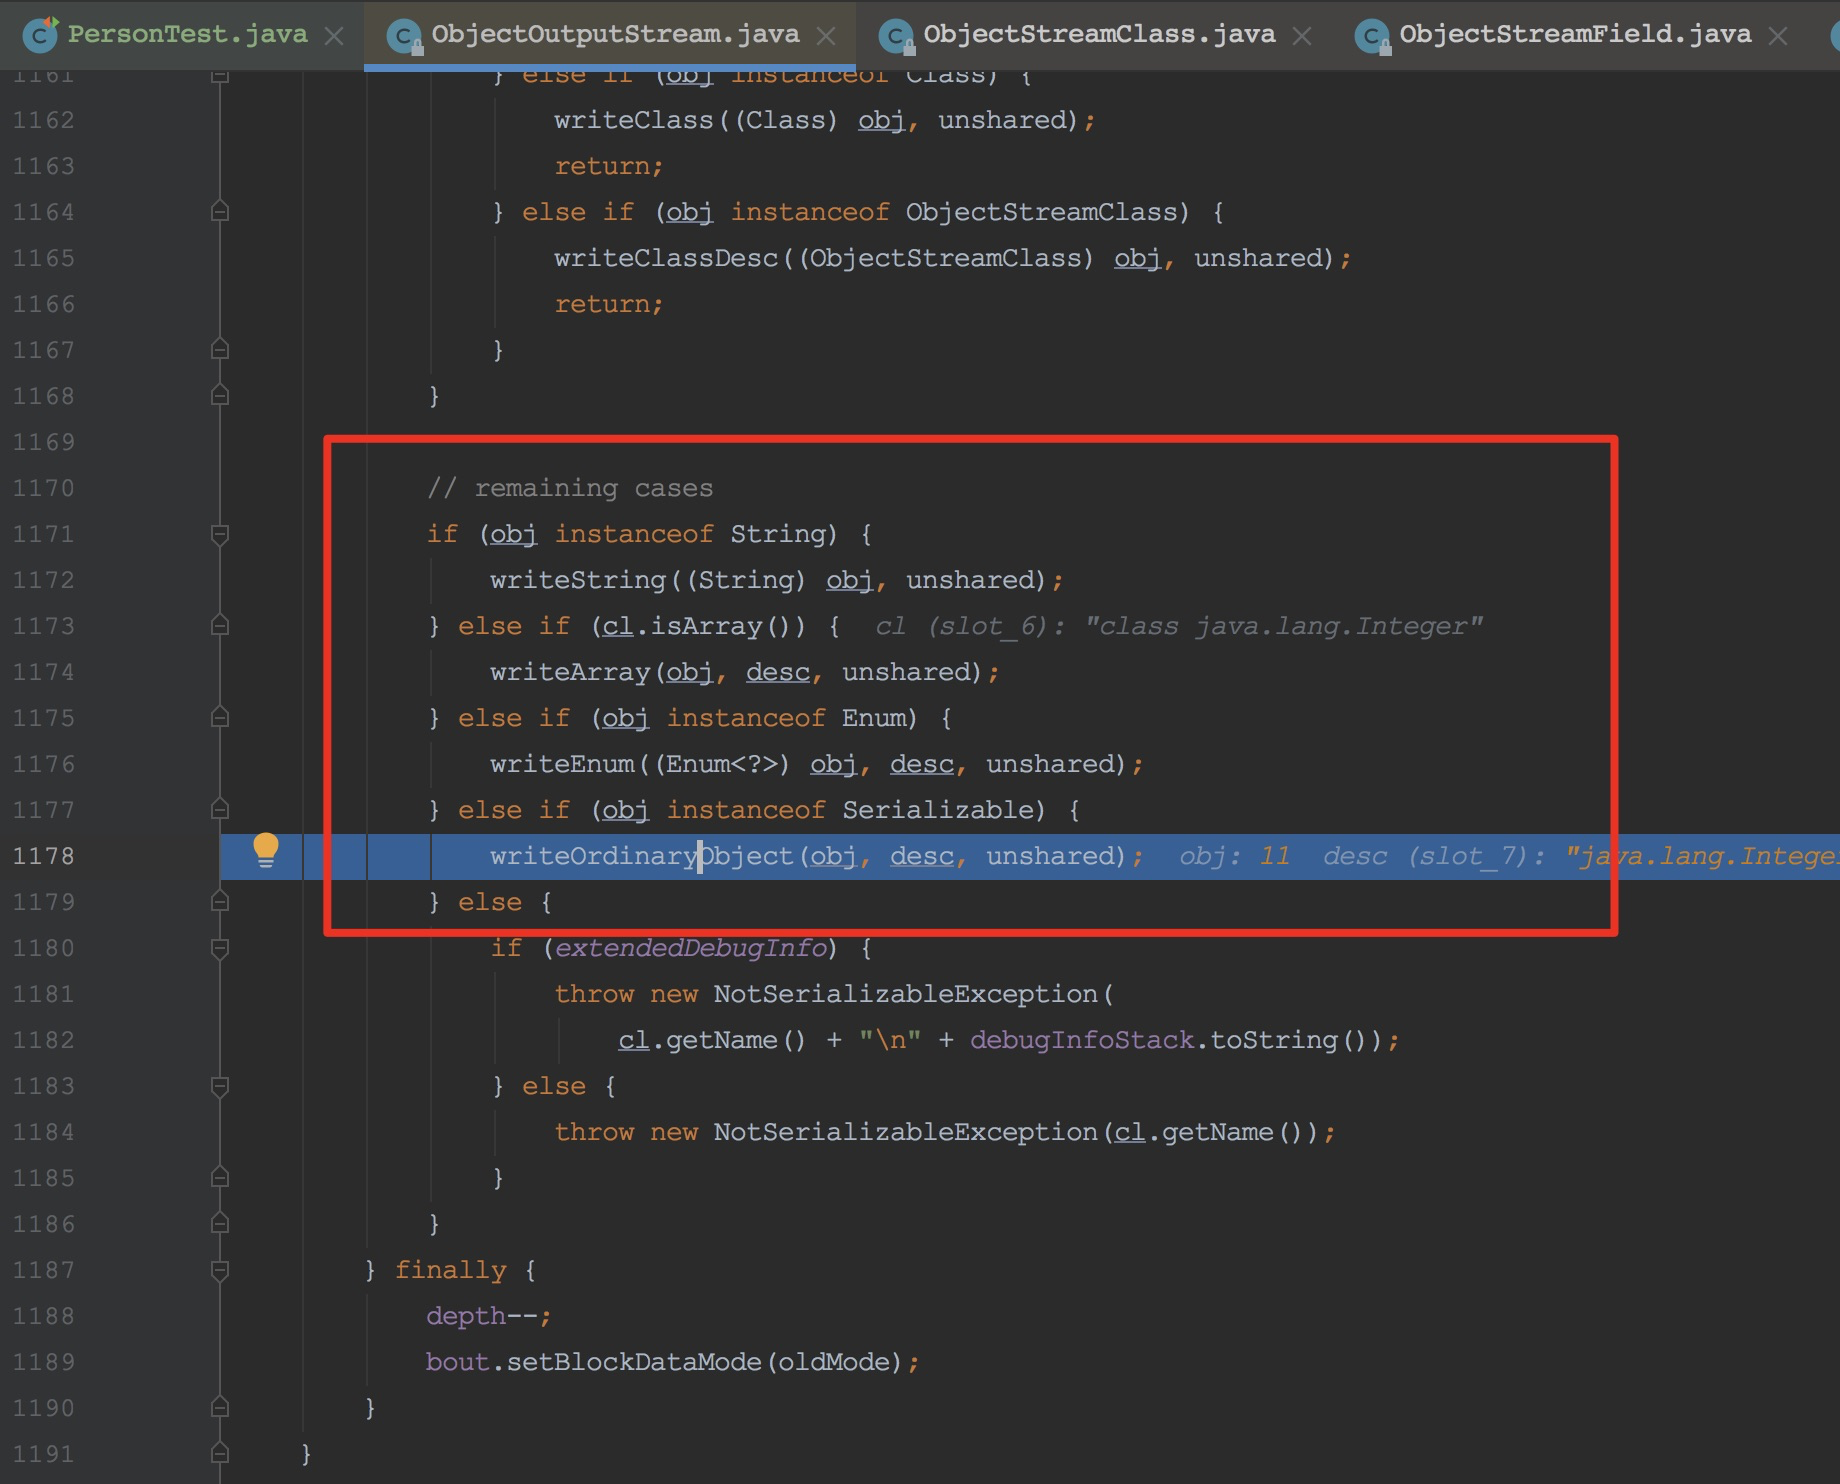 PersonTest.java ObjectOutputStream.java ObjectStreamClass.java ObjectStreamField.java
1161 } else if (obj instanceof Class) {
1162 writeClass((Class) obj, unshared);
1163 return;
1164 } else if (obj instanceof ObjectStreamClass) {
1165 writeClassDesc((ObjectStreamClass) obj, unshared);
1166 return;
1167 }
1168 }
1169
1170 // remaining cases
1171 if (obj instanceof String) {
1172 writeString((String) obj, unshared);
1173 } else if (cl.isArray()) { cl (slot_6): "class java.lang.Integer"
1174 writeArray(obj, desc, unshared);
1175 } else if (obj instanceof Enum) {
1176 writeEnum((Enum<?>) obj, desc, unshared);
1177 } else if (obj instanceof Serializable) {
1178 writeOrdinaryObject(obj, desc, unshared); obj: 11 desc (slot_7): "java.lang.Integer
1179 } else {
1180 if (extendedDebugInfo) {
1181 throw new NotSerializableException(
1182 cl.getName() + "\n" + debugInfoStack.toString());
1183 } else {
1184 throw new NotSerializableException(cl.getName());
1185 }
1186 }
1187 } finally {
1188 depth--;
1189 bout.setBlockDataMode(oldMode);
1190 }
1191 }